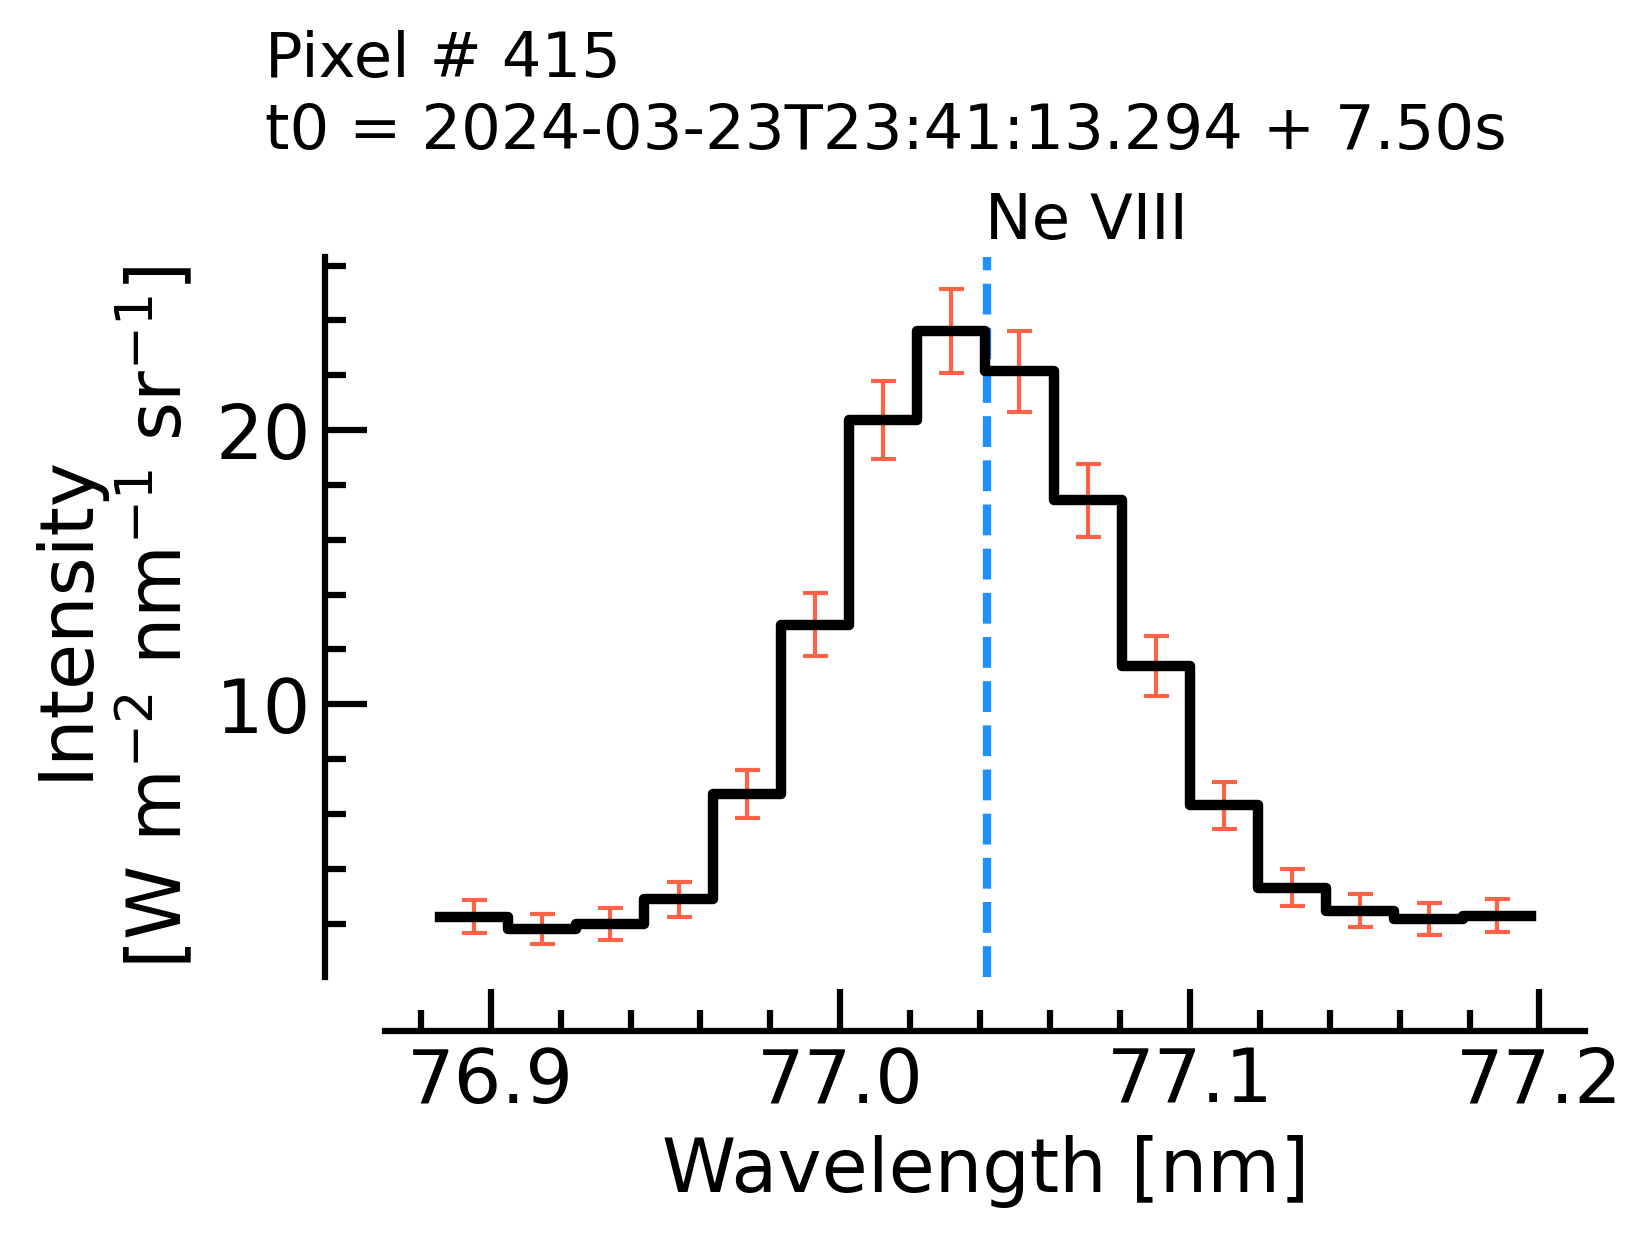 Pixel # 415
t0 = 2024-03-23T23:41:13.294 + 7.50s
Ne VIII
Intensity
[W m⁻² nm⁻¹ sr⁻¹]
20
10
76.9 77.0 77.1 77.2
Wavelength [nm]